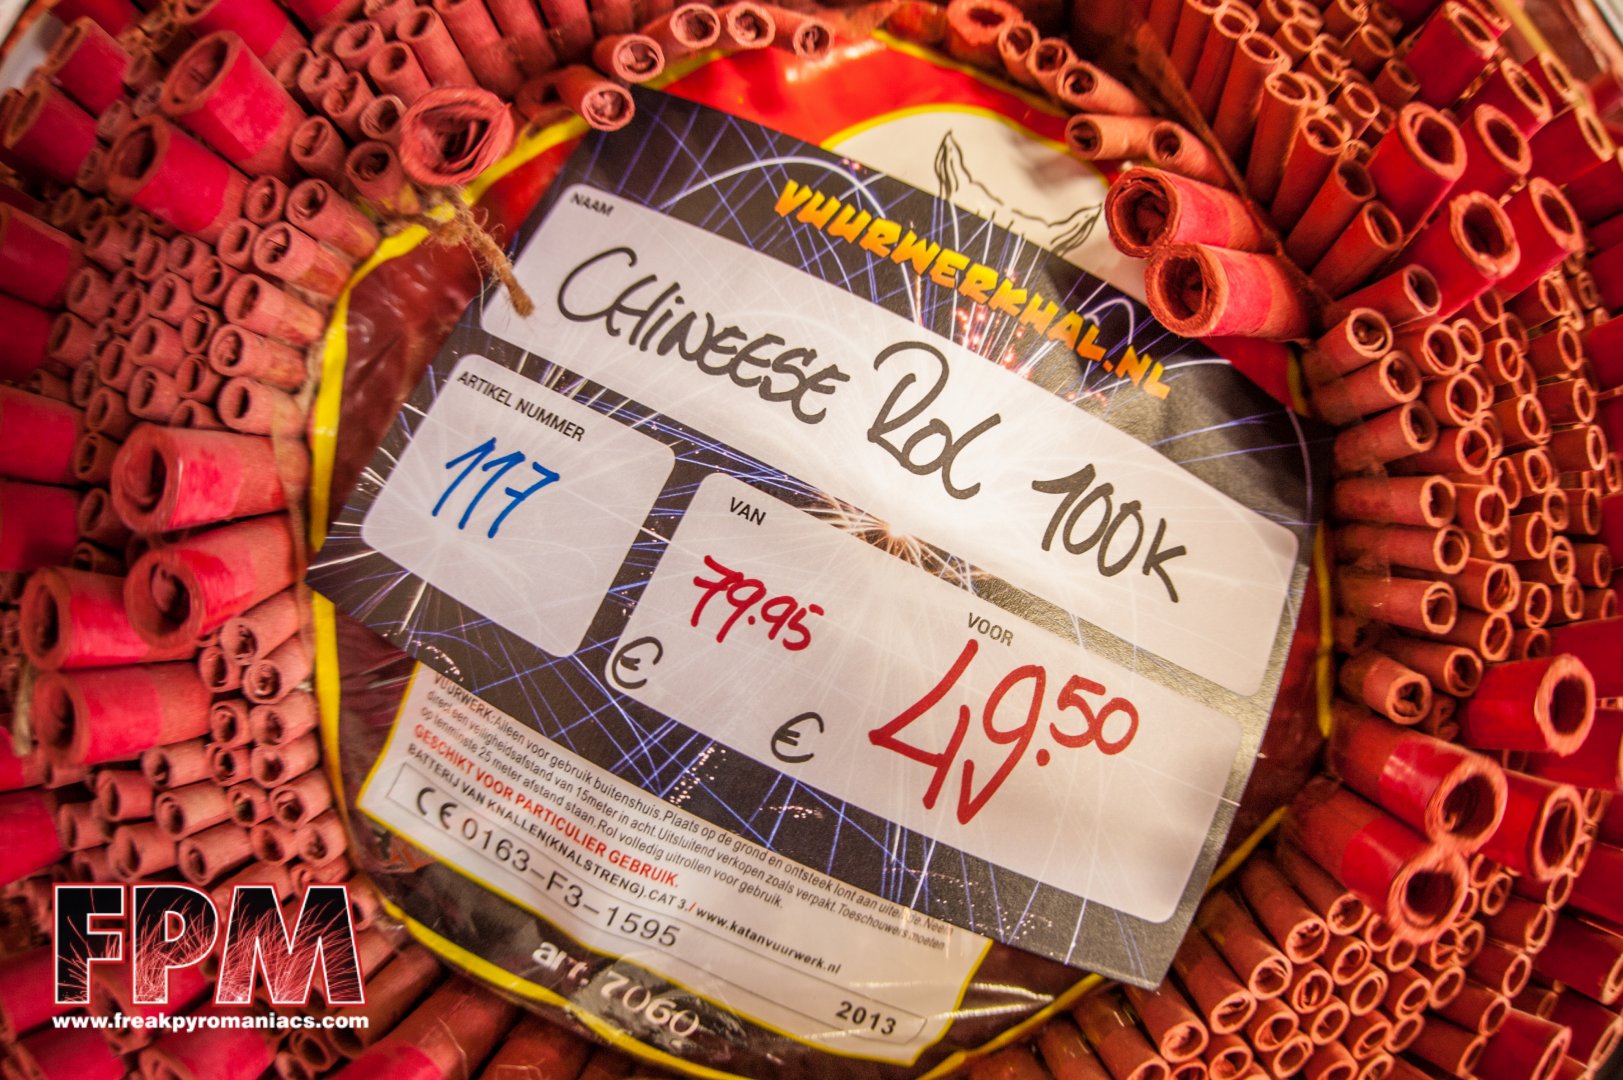 VUURWERKHAL.NL
NAAM
CHINEESE ROL 100K
ARTIKEL NUMMER
117
VAN
€ 79.95
VOOR
€ 49.50
VUURWERK: Alleen voor gebruik buitenshuis. Plaats op de grond en ontsteek lont aan uiteinde. Neem
direct een veiligheidsafstand van 15meter in acht. Uitsluitend verkopen zoals verpakt. Toeschouwers moeten
op tenminste 25 meter afstand staan. Rol volledig uitrollen voor gebruik.
GESCHIKT VOOR PARTICULIER GEBRUIK.
BATTERIJ VAN KNALLEN(KNALSTRENG). CAT 3./ www.katanvuurwerk.nl
CE 0163-F3-1595
2013
art. 7060
FPM
www.freakpyromaniacs.com